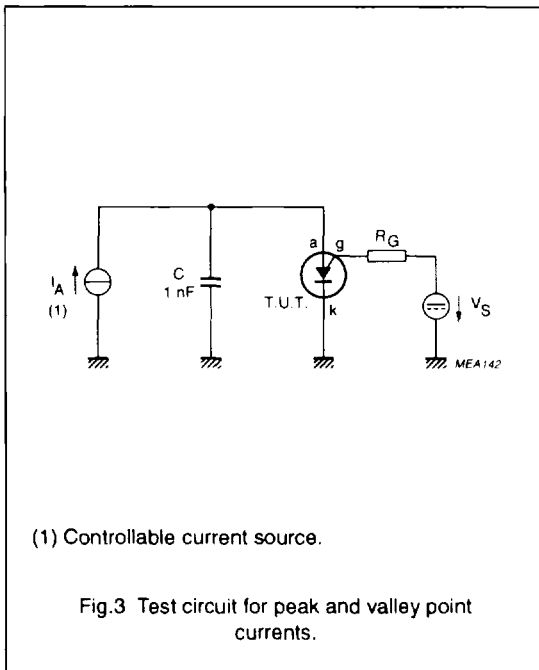 a g R_G
I_A
(1)
C
1 nF
T.U.T.
k
V_S
MEA142
(1) Controllable current source.
Fig.3 Test circuit for peak and valley point
currents.